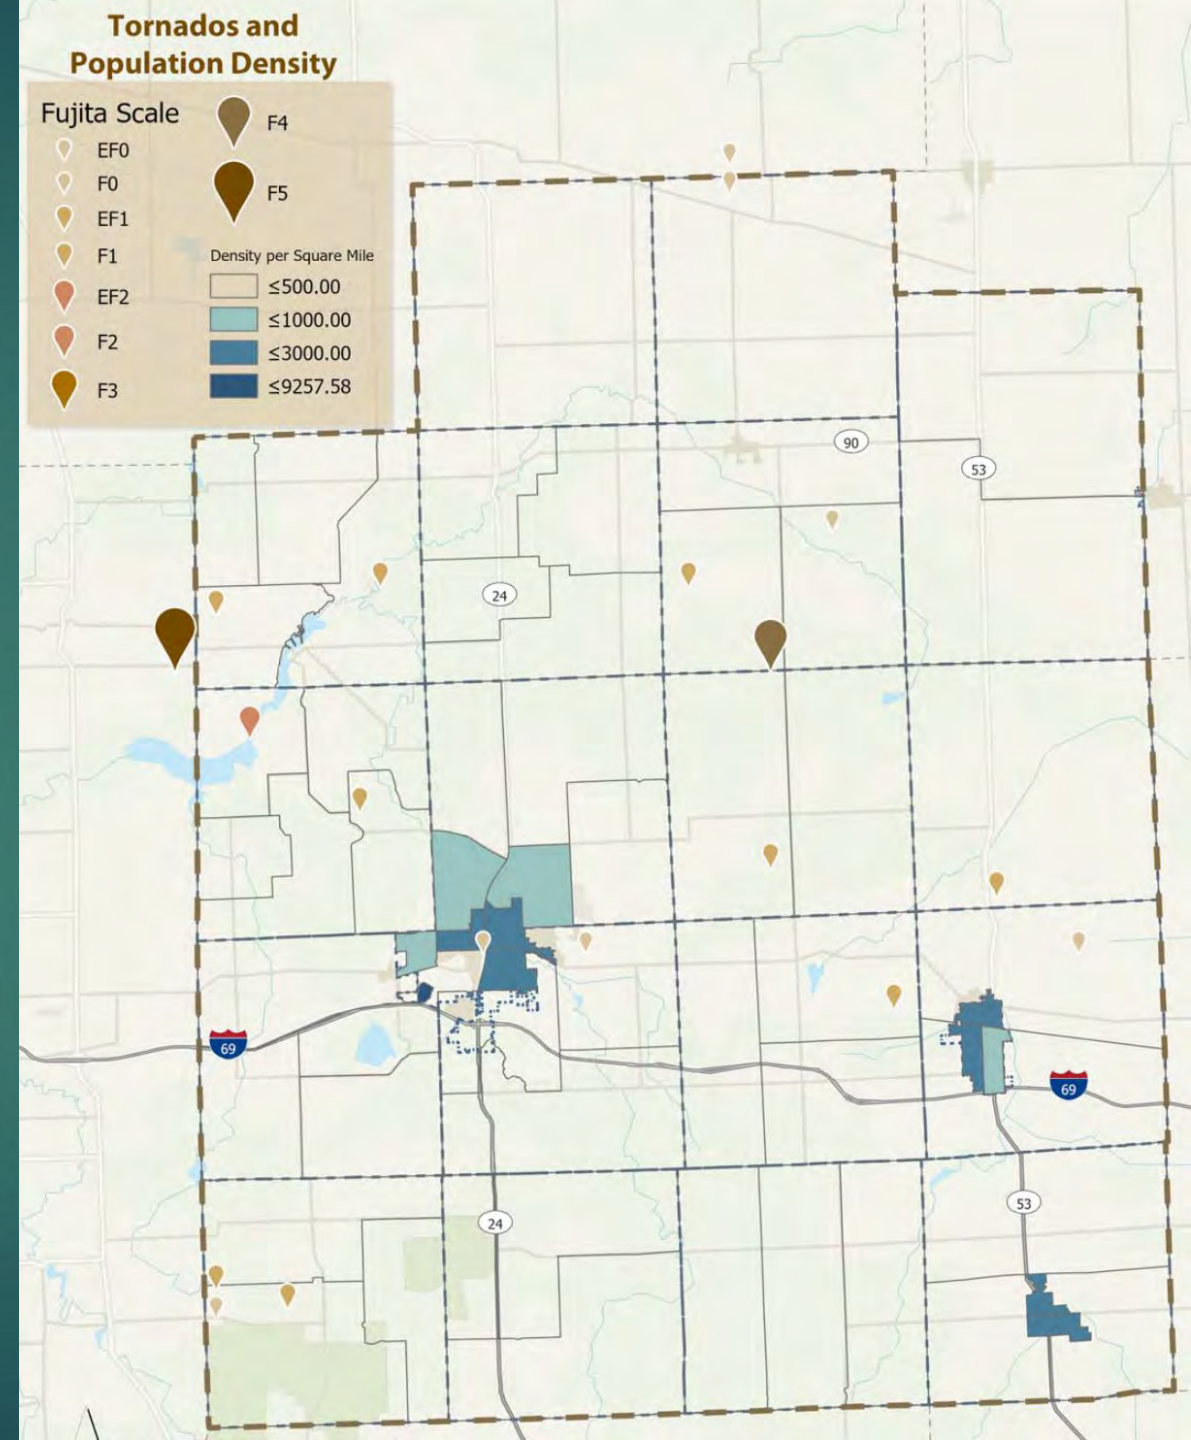 Tornados and
Population Density
Fujita Scale
EF0
F0
EF1
F1
EF2
F2
F3
F4
F5
Density per Square Mile
≤500.00
≤1000.00
≤3000.00
≤9257.58
90
53
24
69
69
24
53